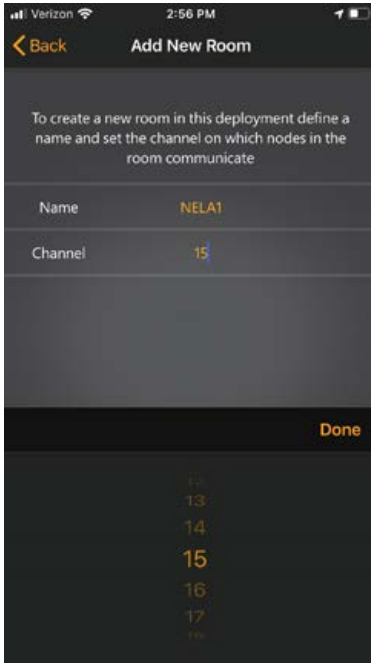 Verizon 2:56 PM
Back Add New Room
To create a new room in this deployment define a
name and set the channel on which nodes in the
room communicate
Name NELA1
Channel 15
Done
13
14
15
16
17